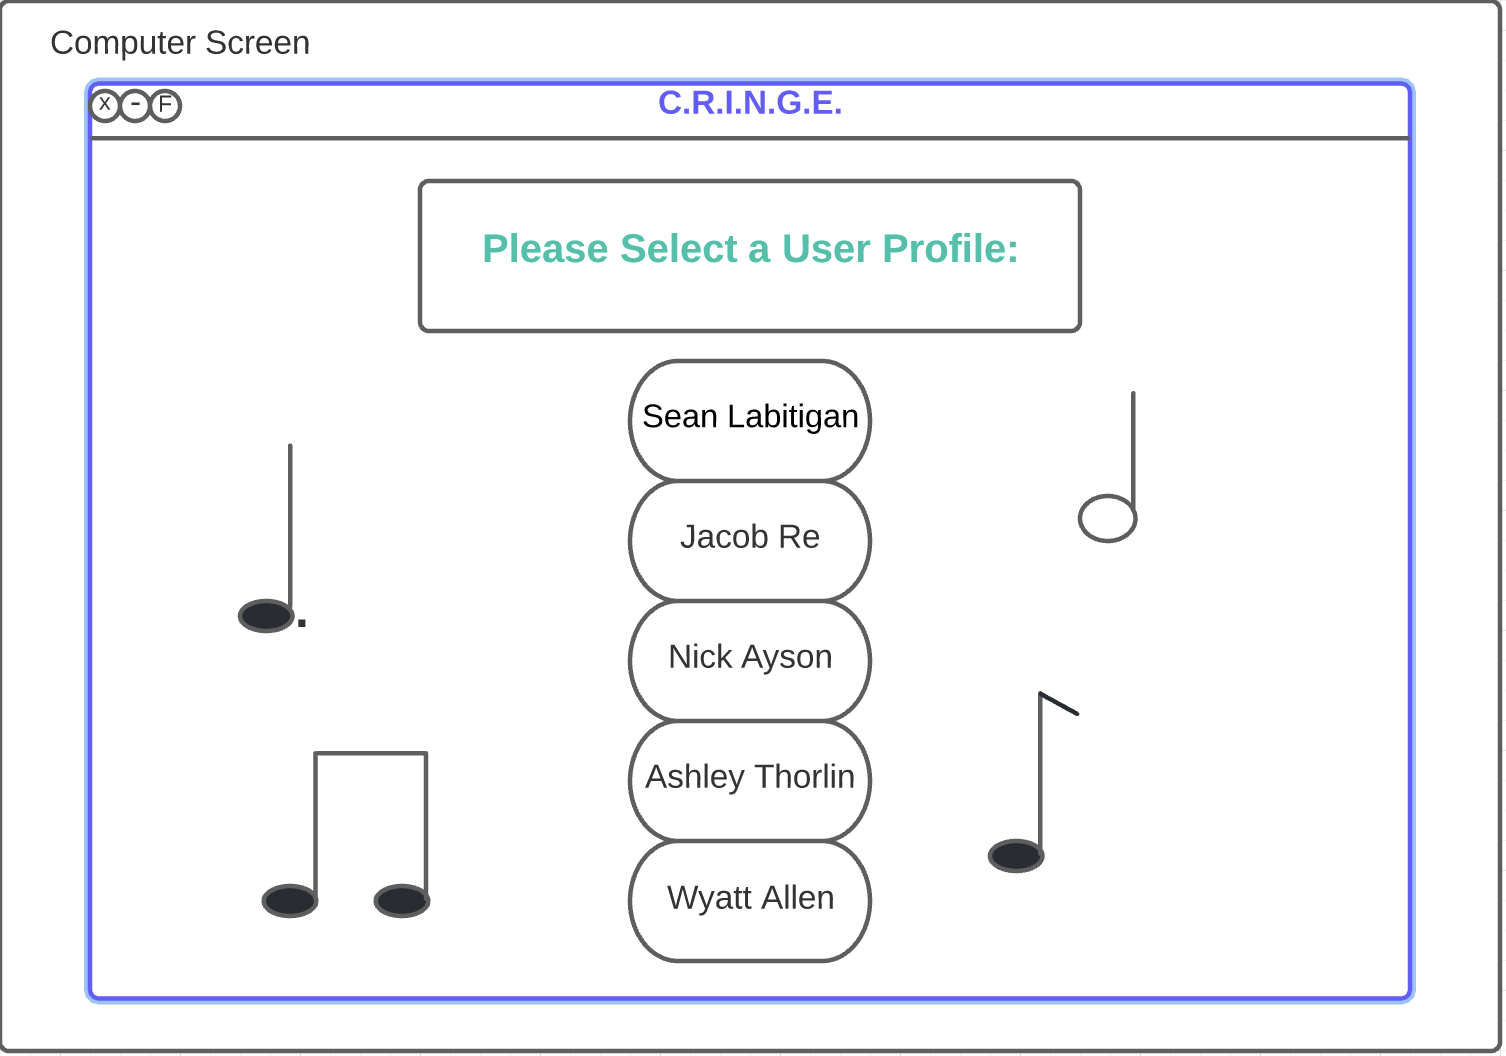 Computer Screen
X - F
C.R.I.N.G.E.
Please Select a User Profile:
Sean Labitigan
Jacob Re
Nick Ayson
Ashley Thorlin
Wyatt Allen